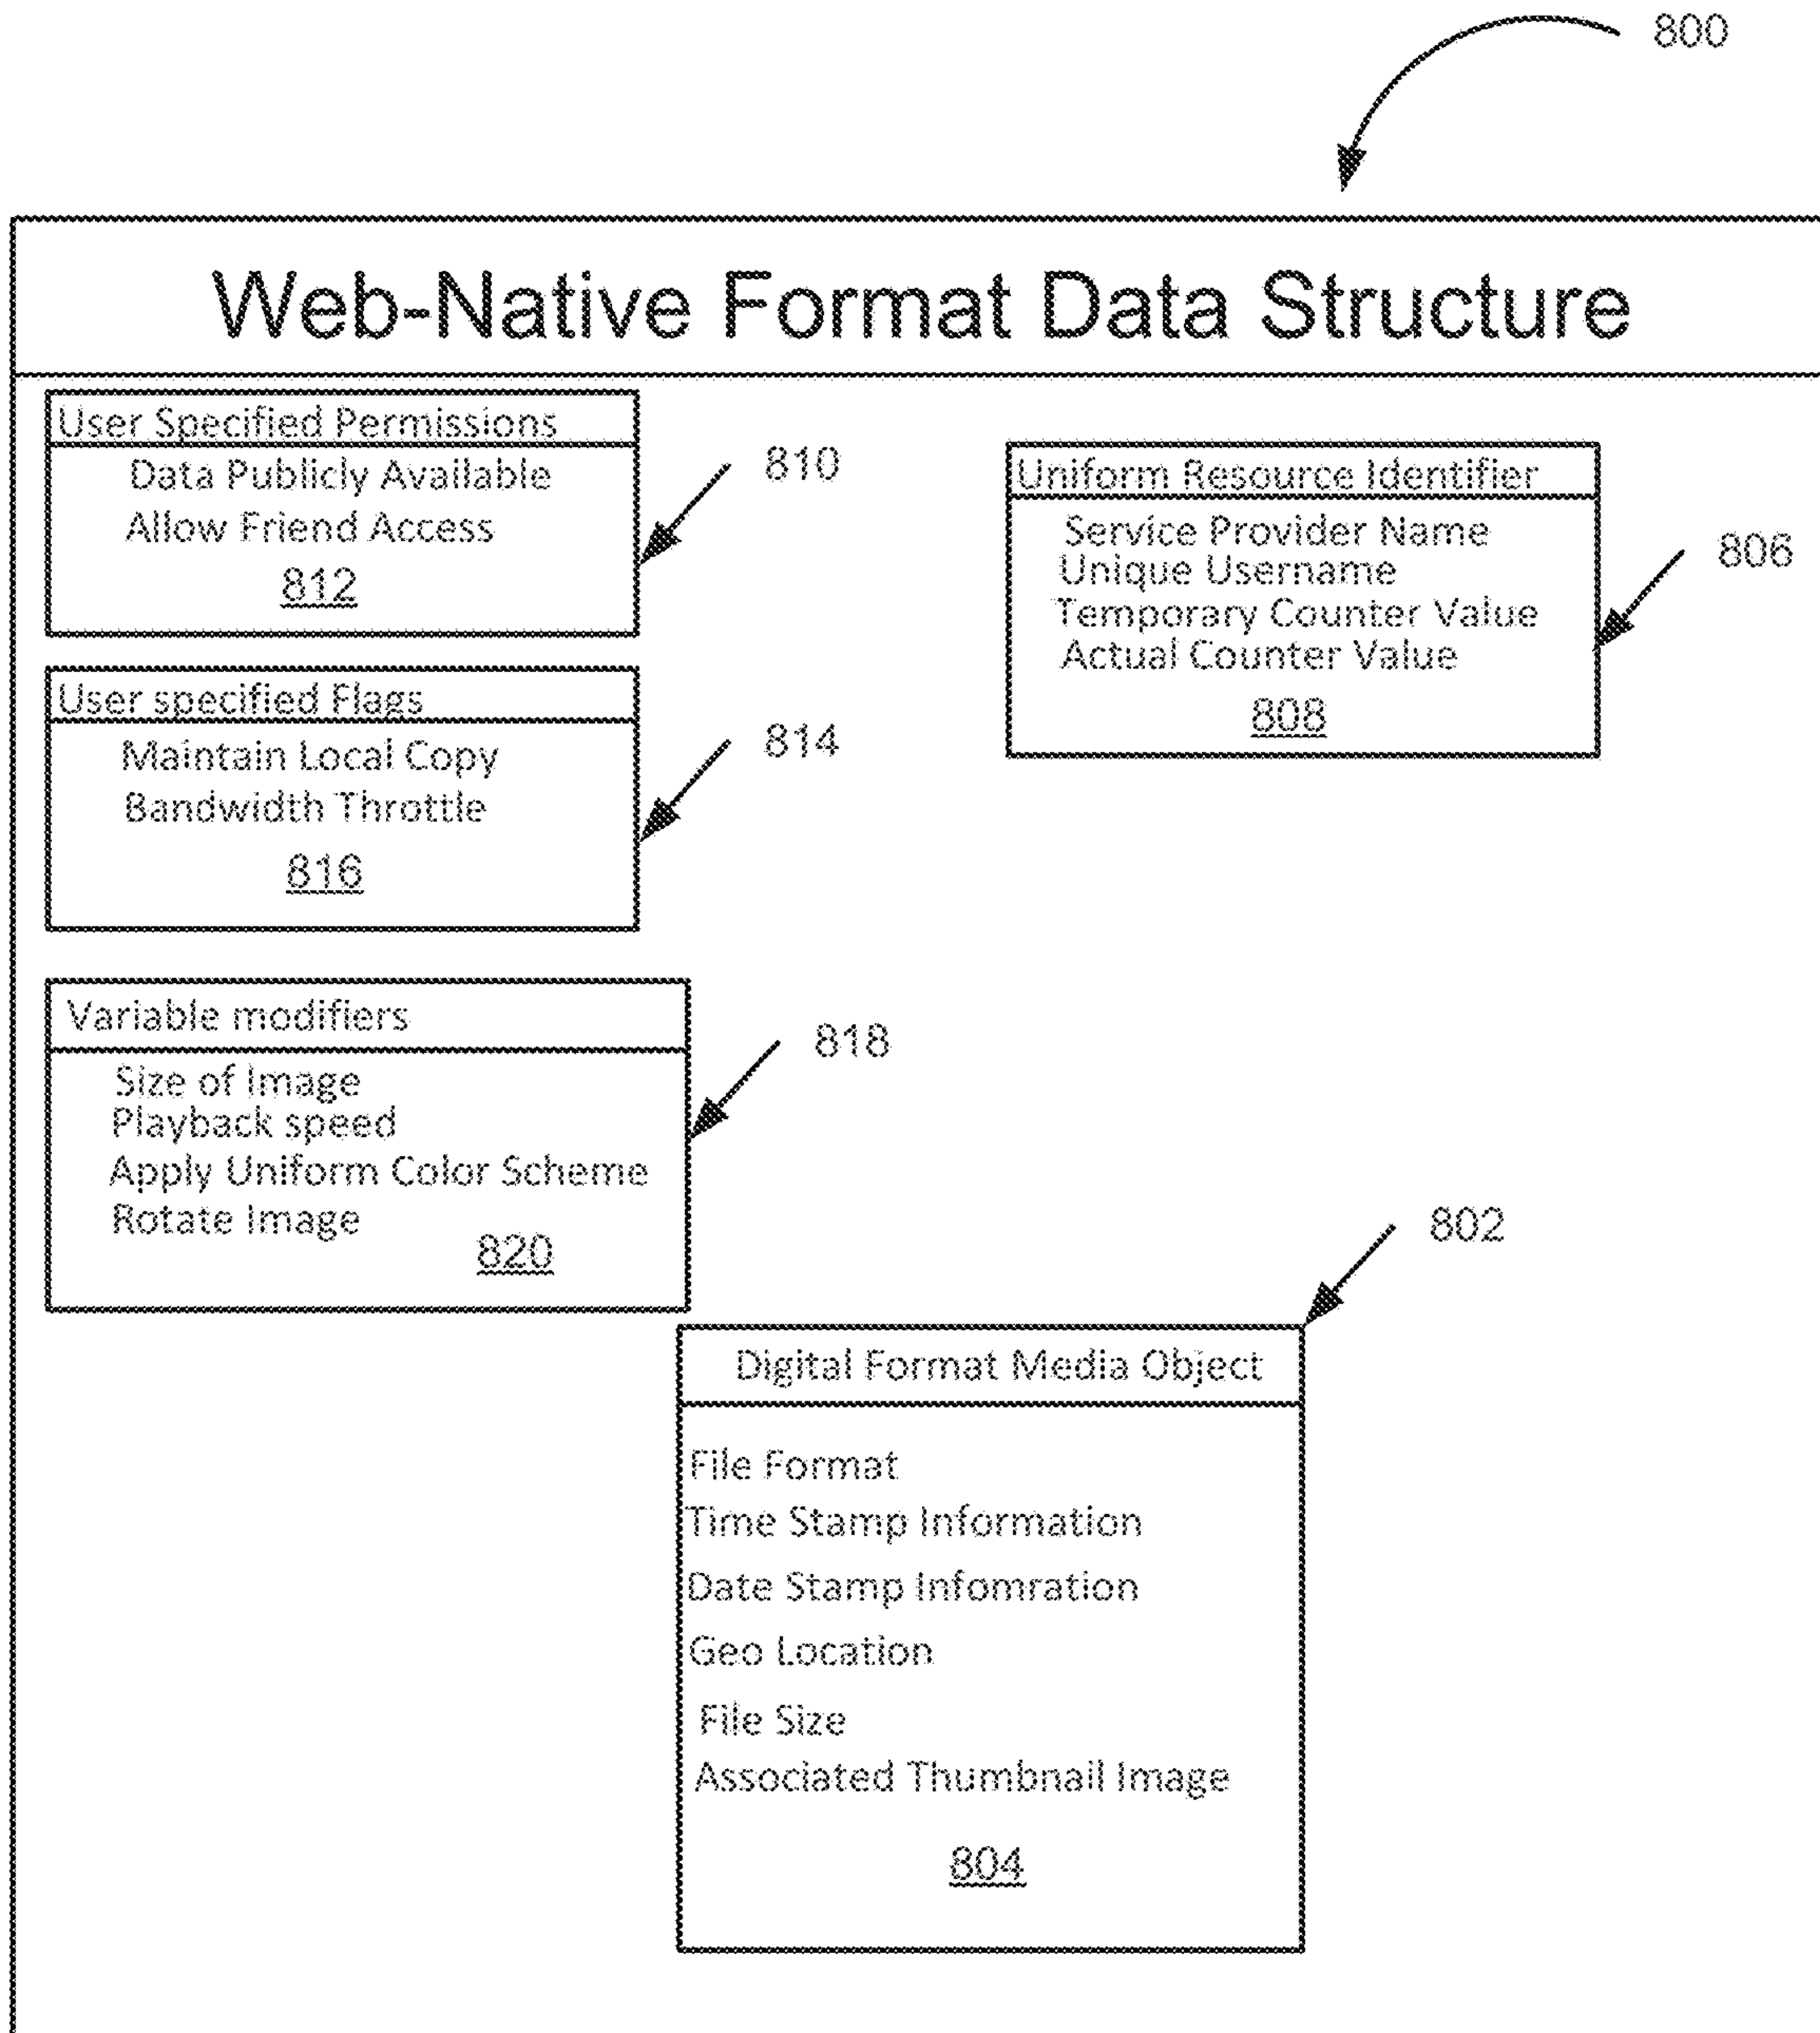 800
Web-Native Format Data Structure
User Specified Permissions
Data Publicly Available
Allow Friend Access
812
810
Uniform Resource Identifier
Service Provider Name
Unique Username
Temporary Counter Value
Actual Counter Value
808
806
User specified Flags
Maintain Local Copy
Bandwidth Throttle
816
814
Variable modifiers
Size of Image
Playback speed
Apply Uniform Color Scheme
Rotate Image
820
818
802
Digital Format Media Object
File Format
Time Stamp Information
Date Stamp Infomration
Geo Location
File Size
Associated Thumbnail Image
804